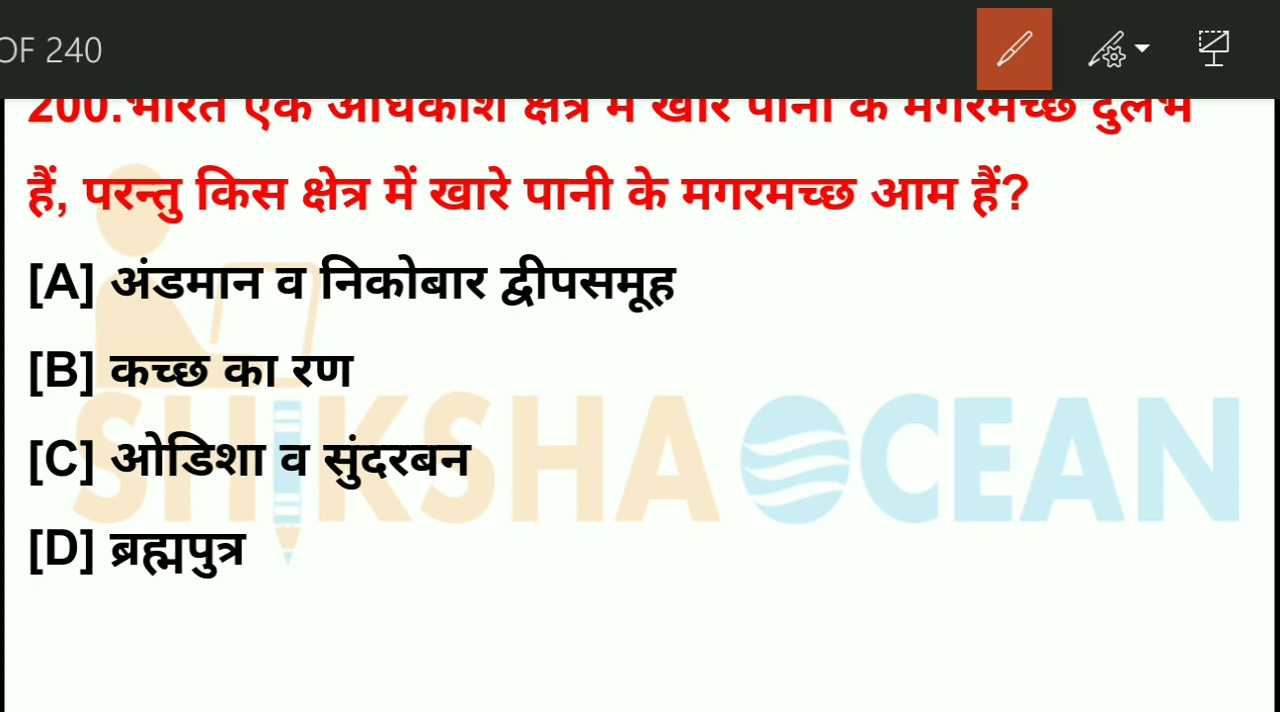 OF 240
200.भारत एक अधिकांश क्षेत्र में खारे पानी के मगरमच्छ दुर्लभ
हैं, परन्तु किस क्षेत्र में खारे पानी के मगरमच्छ आम हैं?
[A] अंडमान व निकोबार द्वीपसमूह
[B] कच्छ का रण
[C] ओडिशा व सुंदरबन
[D] ब्रह्मपुत्र
SHIKSHA OCEAN